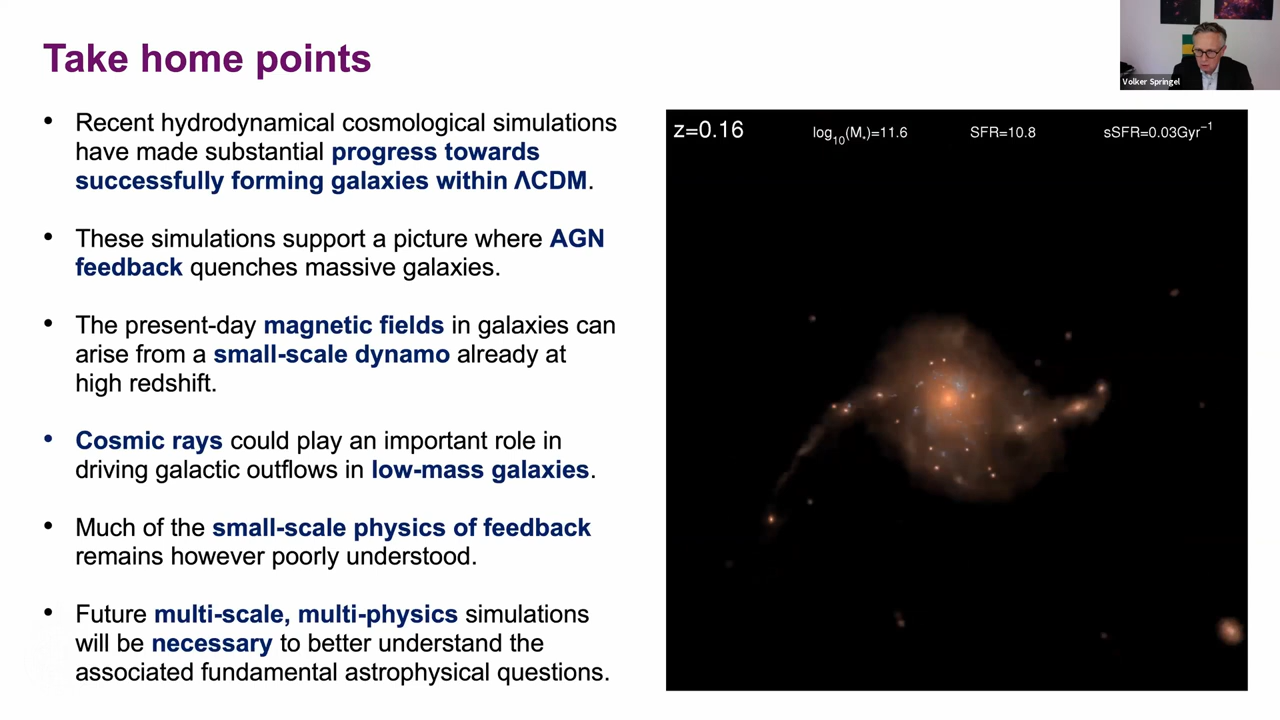 Take home points
Volker Springel
• Recent hydrodynamical cosmological simulations
have made substantial progress towards
successfully forming galaxies within ΛCDM.
• These simulations support a picture where AGN
feedback quenches massive galaxies.
• The present-day magnetic fields in galaxies can
arise from a small-scale dynamo already at
high redshift.
• Cosmic rays could play an important role in
driving galactic outflows in low-mass galaxies.
• Much of the small-scale physics of feedback
remains however poorly understood.
• Future multi-scale, multi-physics simulations
will be necessary to better understand the
associated fundamental astrophysical questions.
z=0.16 log₁₀(M⋆)=11.6 SFR=10.8 sSFR=0.03Gyr⁻¹